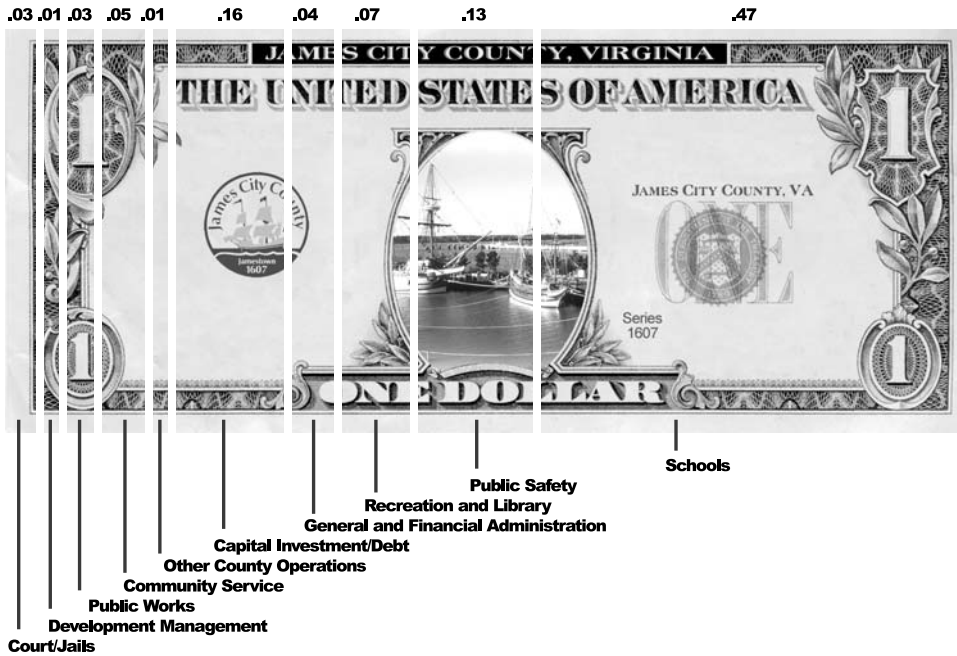 .03 .01 .03 .05 .01 .16 .04 .07 .13 .47
JAMES CITY COUNTY, VIRGINIA
THE UNITED STATES OF AMERICA
1
1
James City County
Jamestown
1607
JAMES CITY COUNTY, VA
ONE
Series
1607
1
1
ONE DOLLAR
Schools
Public Safety
Recreation and Library
General and Financial Administration
Capital Investment/Debt
Other County Operations
Community Service
Public Works
Development Management
Court/Jails